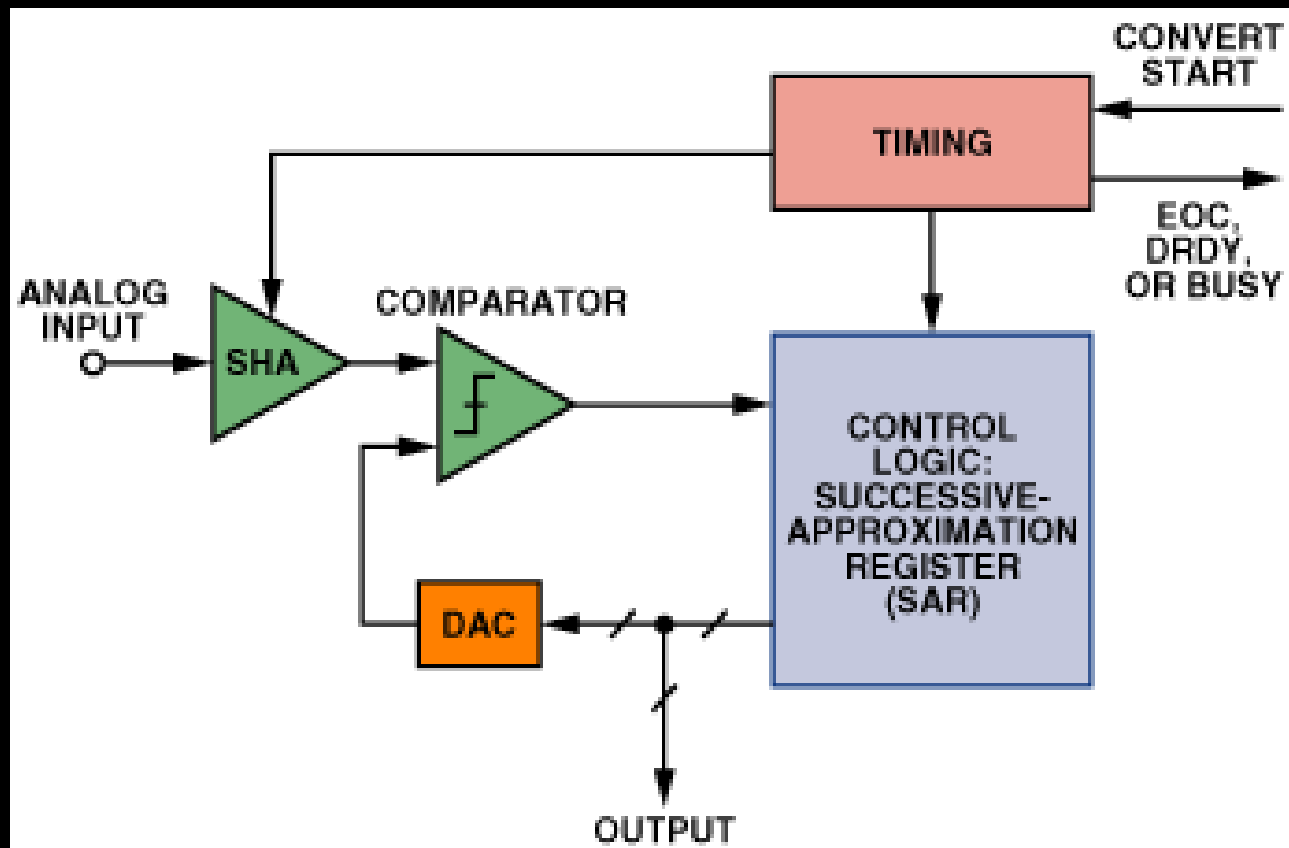 CONVERT
START
TIMING
EOC,
DRDY,
OR BUSY
ANALOG
INPUT
SHA
COMPARATOR
CONTROL
LOGIC:
SUCCESSIVE-
APPROXIMATION
REGISTER
(SAR)
DAC
OUTPUT